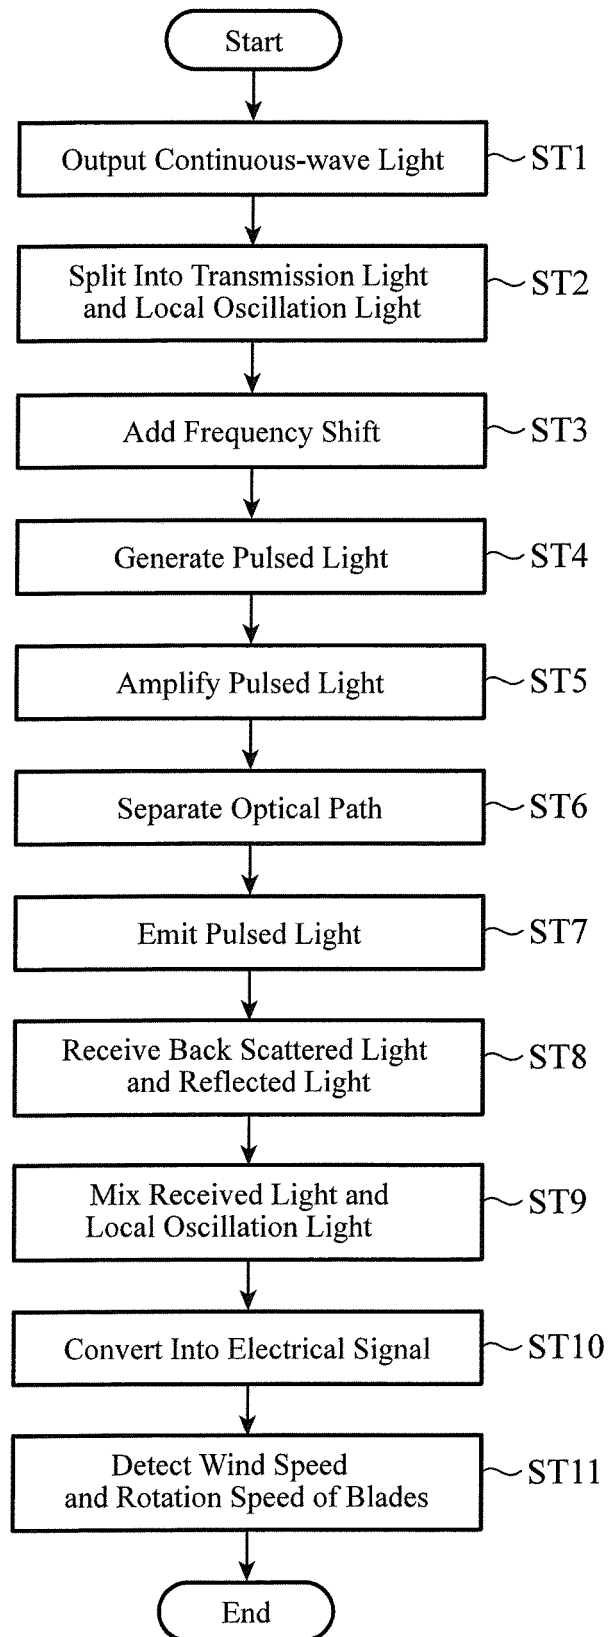 Start
Output Continuous-wave Light
ST1
Split Into Transmission Light
and Local Oscillation Light
ST2
Add Frequency Shift
ST3
Generate Pulsed Light
ST4
Amplify Pulsed Light
ST5
Separate Optical Path
ST6
Emit Pulsed Light
ST7
Receive Back Scattered Light
and Reflected Light
ST8
Mix Received Light and
Local Oscillation Light
ST9
Convert Into Electrical Signal
ST10
Detect Wind Speed
and Rotation Speed of Blades
ST11
End